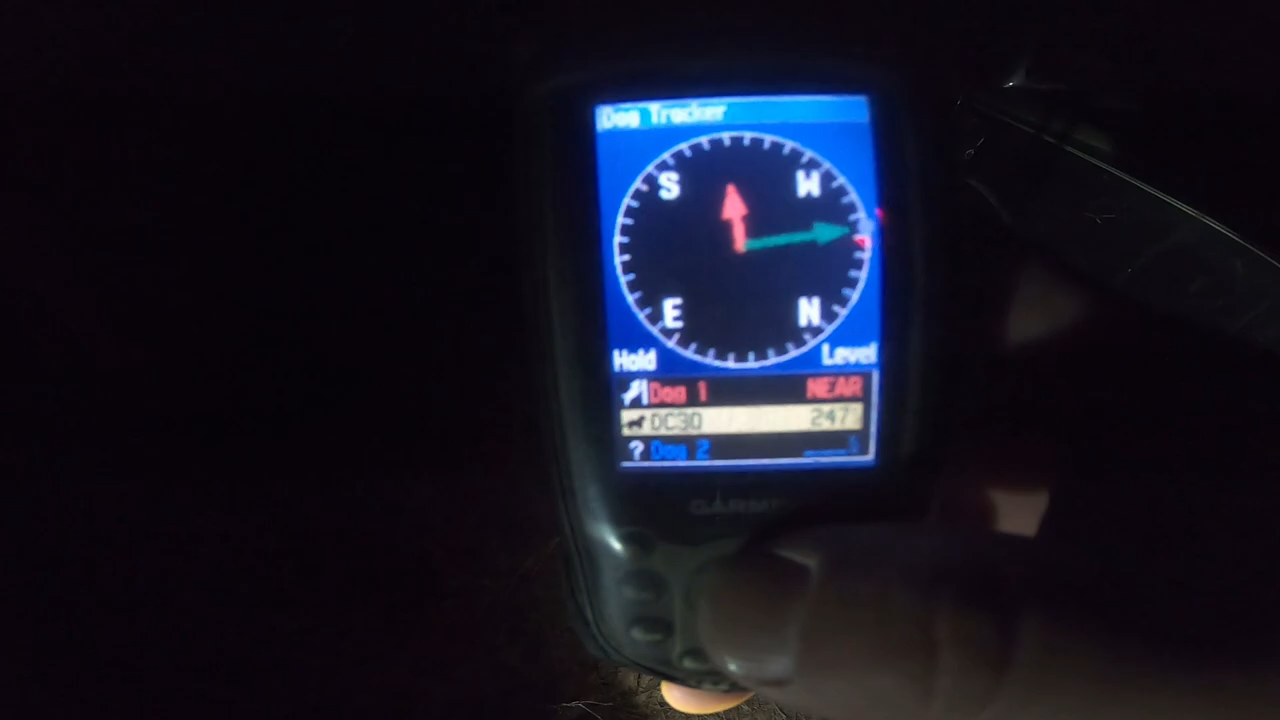 Dog Tracker
S W
E N
Hold Level
Dog 1 NEAR
DC30 247
? Dog 2
GARMIN